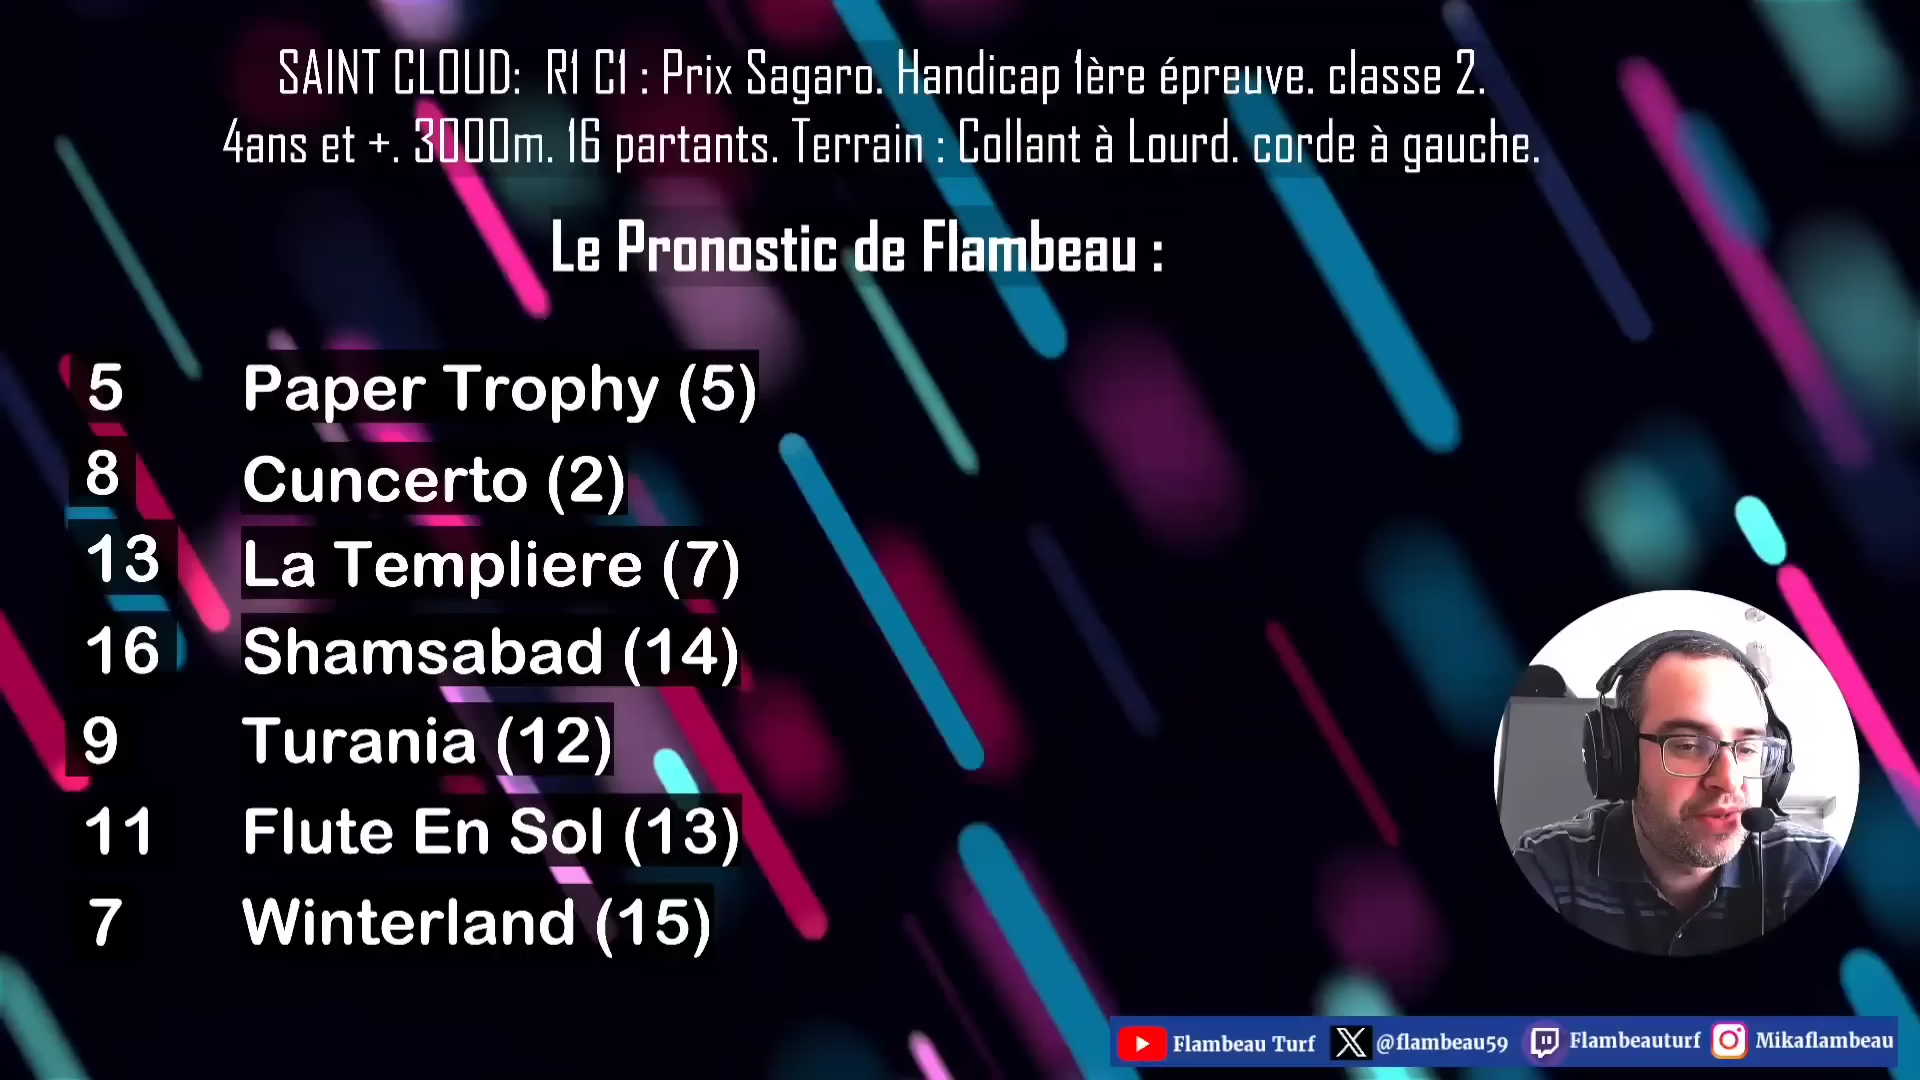 SAINT CLOUD: R1 C1 : Prix Sagaro. Handicap 1ère épreuve. classe 2.
4ans et +. 3000m. 16 partants. Terrain : Collant à Lourd. corde à gauche.
Le Pronostic de Flambeau :
5 Paper Trophy (5)
8 Cuncerto (2)
13 La Templiere (7)
16 Shamsabad (14)
9 Turania (12)
11 Flute En Sol (13)
7 Winterland (15)
Flambeau Turf @flambeau59 Flambeauturf Mikaflambeau